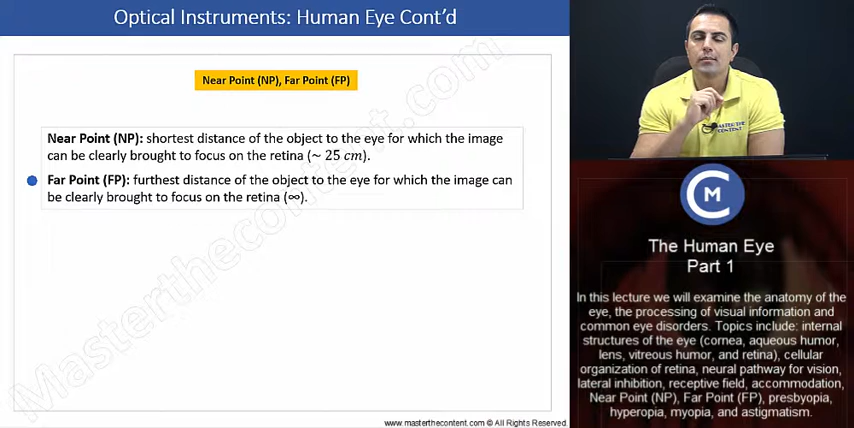 Optical Instruments: Human Eye Cont'd
Near Point (NP), Far Point (FP)
Near Point (NP): shortest distance of the object to the eye for which the image
can be clearly brought to focus on the retina (~ 25 cm).
Far Point (FP): furthest distance of the object to the eye for which the image can
be clearly brought to focus on the retina (∞).
Masterthecontent.com
www.masterthecontent.com © All Rights Reserved.
MASTER THE
CONTENT
CM
The Human Eye
Part 1
In this lecture we will examine the anatomy of the
eye, the processing of visual information and
common eye disorders. Topics include: internal
structures of the eye (cornea, aqueous humor,
lens, vitreous humor, and retina), cellular
organization of retina, neural pathway for vision,
lateral inhibition, receptive field, accommodation,
Near Point (NP), Far Point (FP), presbyopia,
hyperopia, myopia, and astigmatism.